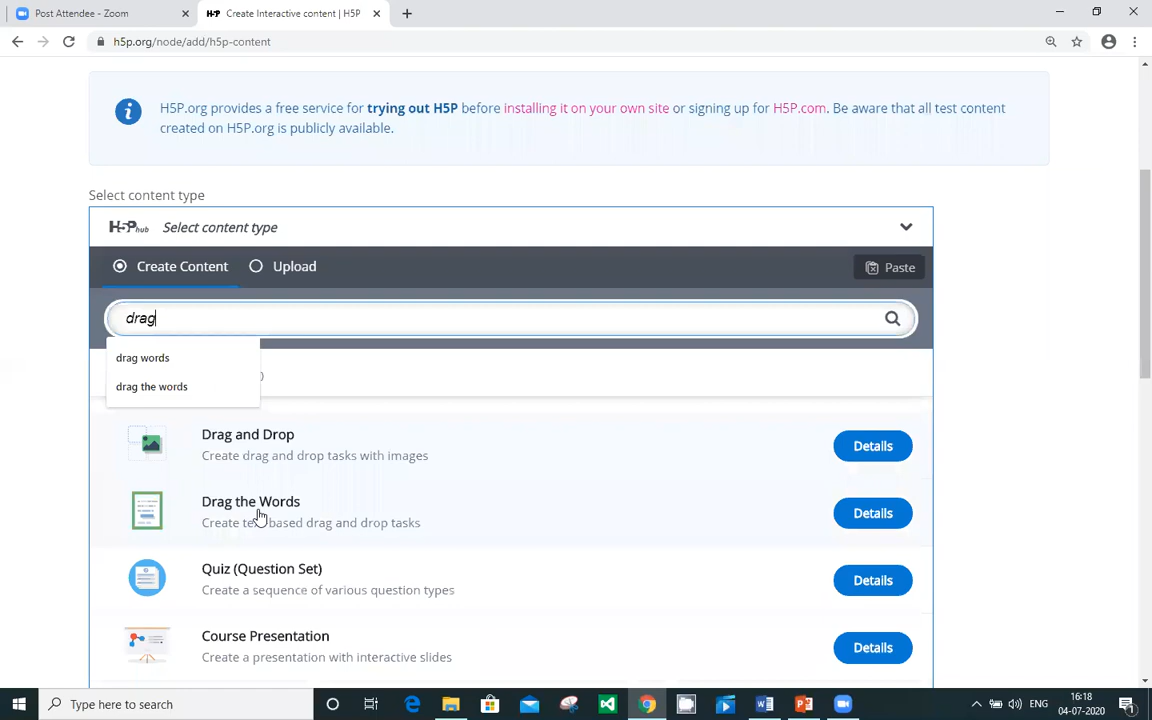 Post Attendee - Zoom
H5P Create Interactive content | H5P
h5p.org/node/add/h5p-content
H5P.org provides a free service for trying out H5P before installing it on your own site or signing up for H5P.com. Be aware that all test content
created on H5P.org is publicly available.
Select content type
H5P hub Select content type
Create Content Upload Paste
drag
drag words
)
drag the words
Drag and Drop
Create drag and drop tasks with images
Details
Drag the Words
Create text based drag and drop tasks
Details
Quiz (Question Set)
Create a sequence of various question types
Details
Course Presentation
Create a presentation with interactive slides
Details
Type here to search
ENG
16:18
04-07-2020
1